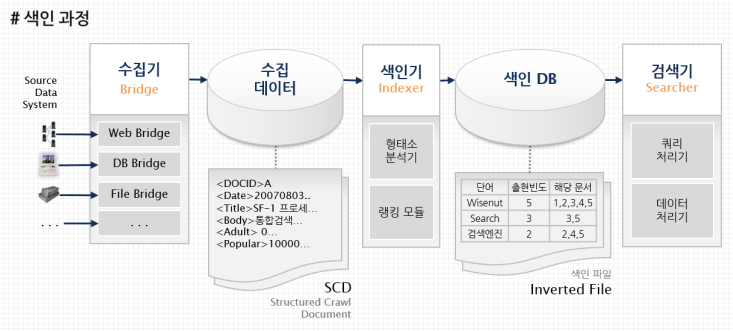 # 색인 과정
Source
Data
System
수집기
Bridge
Web Bridge
DB Bridge
File Bridge
. . .
. . .
수집
데이터
<DOCID>A
<Date>20070803..
<Title>SF-1 프로세...
<Body>통합검색...
<Adult> 0...
<Popular>10000...
SCD
Structured Crawl
Document
색인기
Indexer
형태소
분석기
랭킹 모듈
색인 DB
단어 출현빈도 해당 문서
Wisenut 5 1,2,3,4,5
Search 3 3,5
검색엔진 2 2,4,5
색인 파일
Inverted File
검색기
Searcher
쿼리
처리기
데이터
처리기